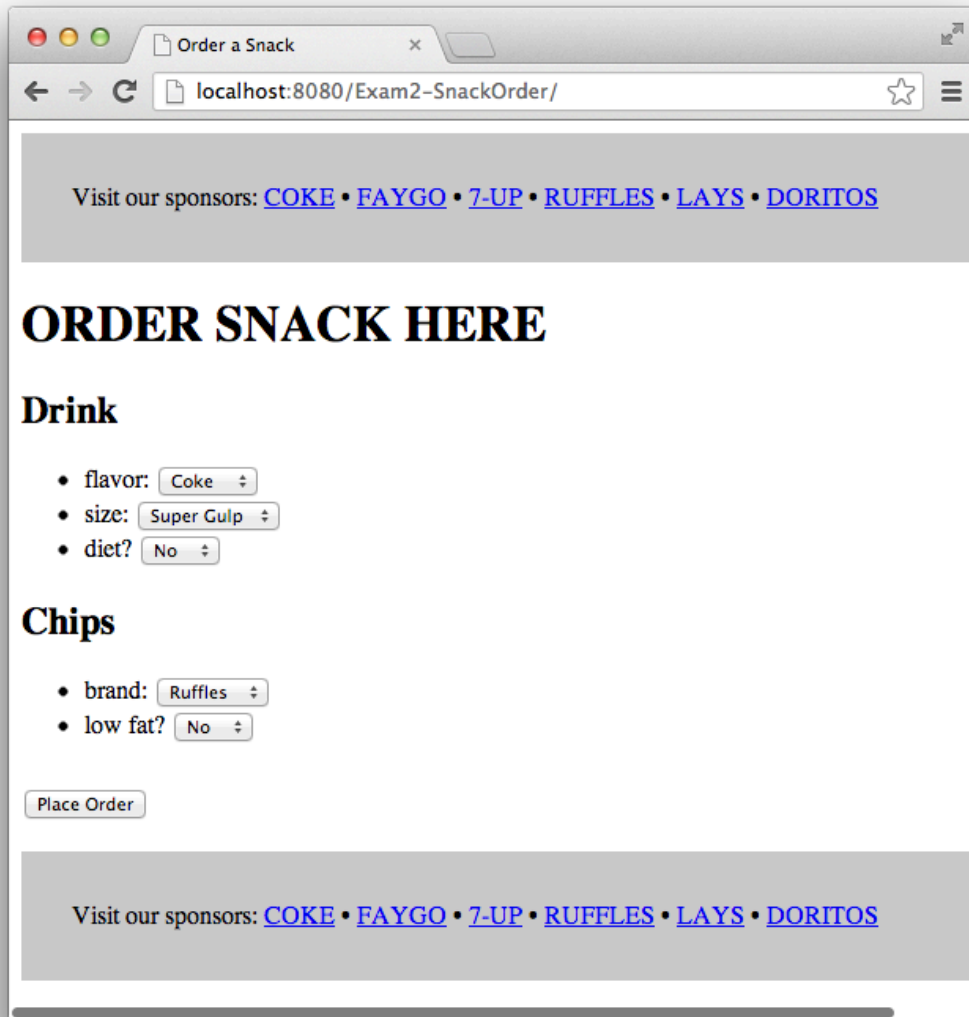 Order a Snack
localhost:8080/Exam2-SnackOrder/
Visit our sponsors: COKE • FAYGO • 7-UP • RUFFLES • LAYS • DORITOS
ORDER SNACK HERE
Drink
• flavor: Coke
• size: Super Gulp
• diet? No
Chips
• brand: Ruffles
• low fat? No
Place Order
Visit our sponsors: COKE • FAYGO • 7-UP • RUFFLES • LAYS • DORITOS